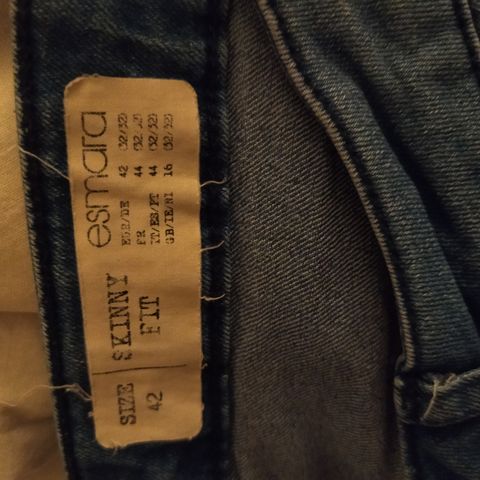 esmara
EUR/DE 42 (32/32)
FR 44 (32/32)
IT/ES/PT 44 (32/32)
GB/IE/NI 16 (32/32)
SKINNY
FIT
SIZE
42